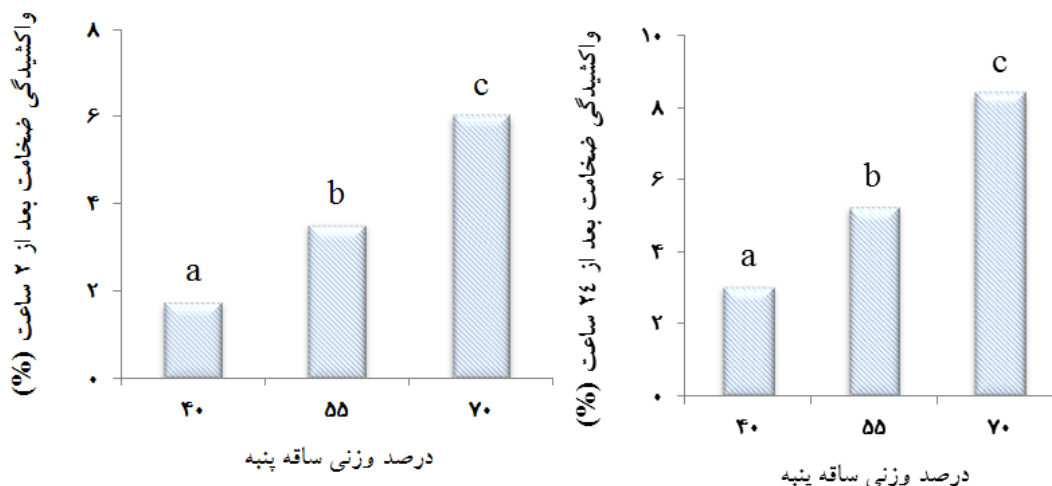 واکشیدگی ضخامت بعد از ۲ ساعت (%)
۸
۶
۴
۲
۰
a
b
c
۴۰ ۵۵ ۷۰
درصد وزنی ساقه پنبه
واکشیدگی ضخامت بعد از ۲٤ ساعت (%)
۱۰
۸
۶
۴
۲
۰
a
b
c
۴۰ ۵۵ ۷۰
درصد وزنی ساقه پنبه